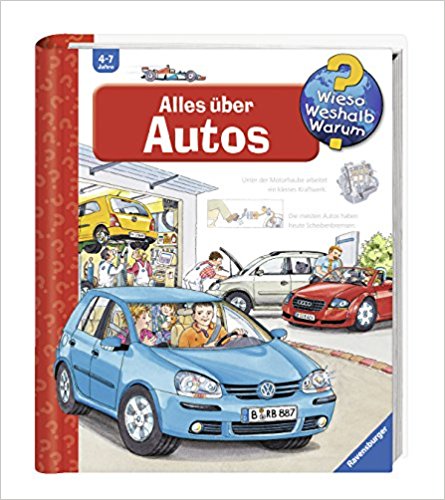 4-7
Jahre
Alles über
Autos
Wieso
Weshalb
Warum
?
Unter der Motorhaube arbeitet
ein kleines Kraftwerk.
Die meisten Autos haben
heute Scheibenbremsen.
B RB 887
Ravensburger